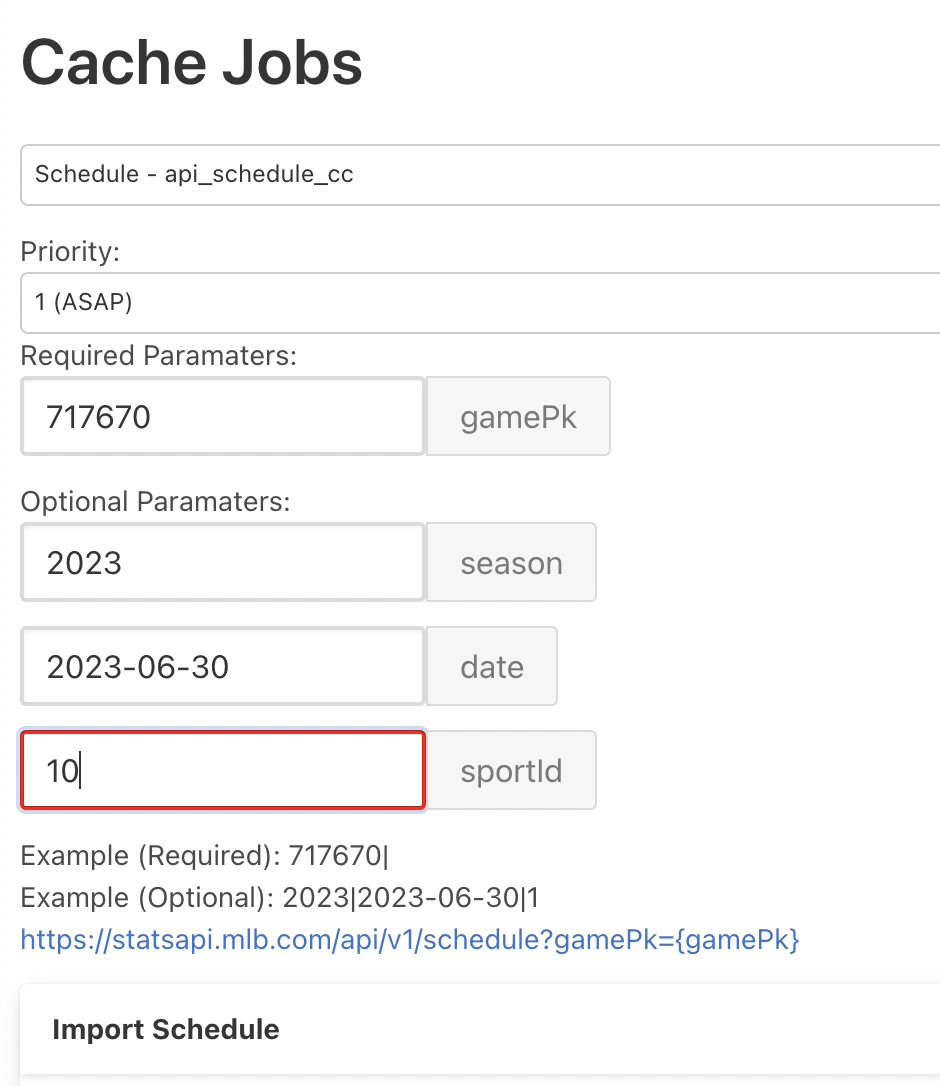 Cache Jobs
Schedule - api_schedule_cc
Priority:
1 (ASAP)
Required Paramaters:
717670 gamePk
Optional Paramaters:
2023 season
2023-06-30 date
10 sportId
Example (Required): 717670|
Example (Optional): 2023|2023-06-30|1
https://statsapi.mlb.com/api/v1/schedule?gamePk={gamePk}
Import Schedule